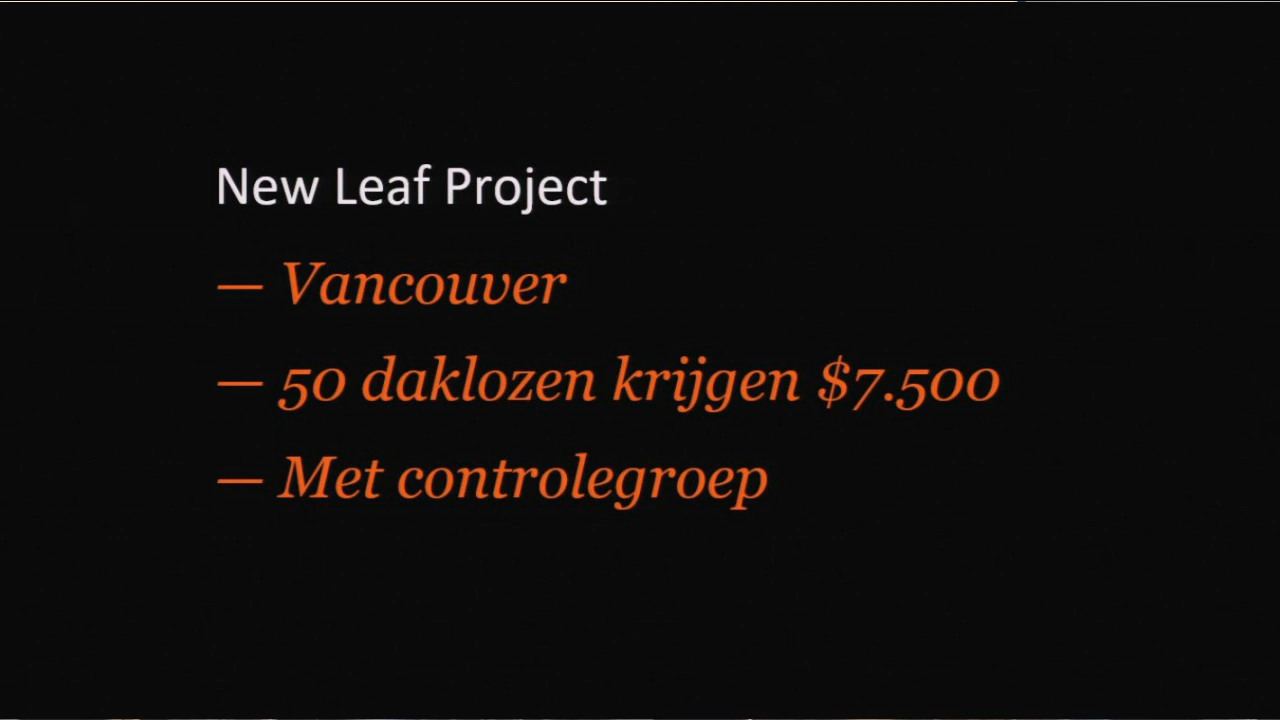 New Leaf Project
— Vancouver
— 50 daklozen krijgen $7.500
— Met controlegroep